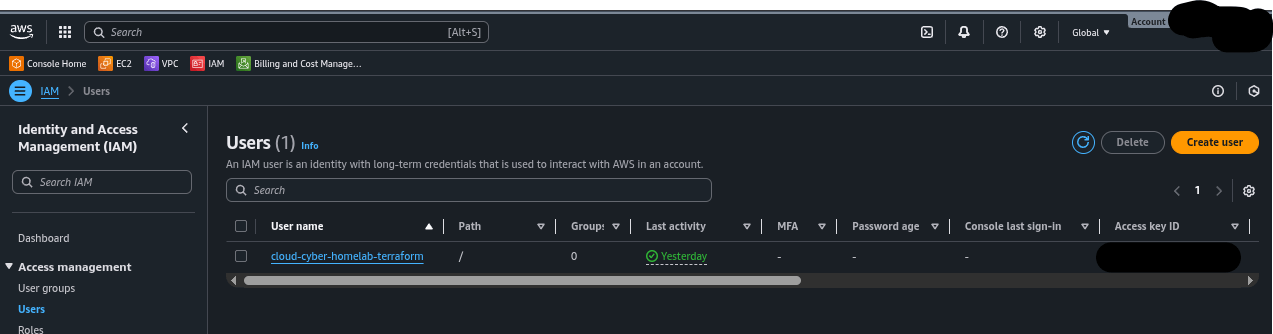 aws Search [Alt+S] Account Global
Console Home EC2 VPC IAM Billing and Cost Manage...
IAM > Users
Identity and Access Management (IAM)
Search IAM
Dashboard
Access management
User groups
Users
Roles
Users (1) Info
Delete Create user
An IAM user is an identity with long-term credentials that is used to interact with AWS in an account.
Search
1
User name Path Groups Last activity MFA Password age Console last sign-in Access key ID
cloud-cyber-homelab-terraform / 0 Yesterday - - -